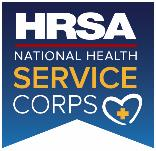 HRSA
NATIONAL HEALTH
SERVICE
CORPS